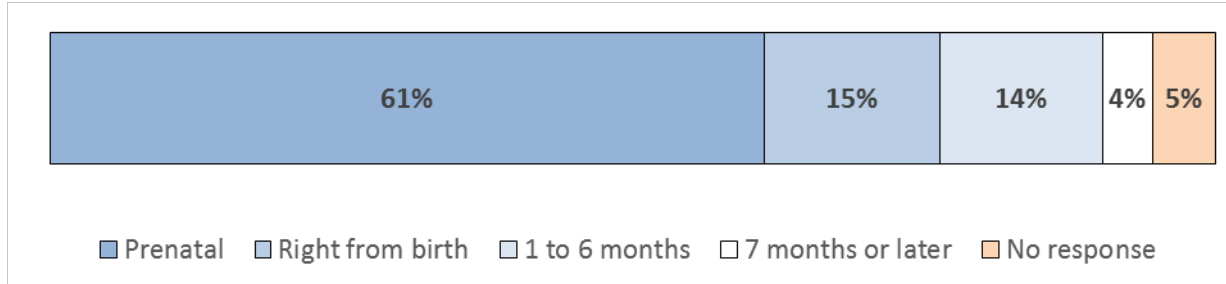 61% 15% 14% 4% 5%
Prenatal Right from birth 1 to 6 months 7 months or later No response